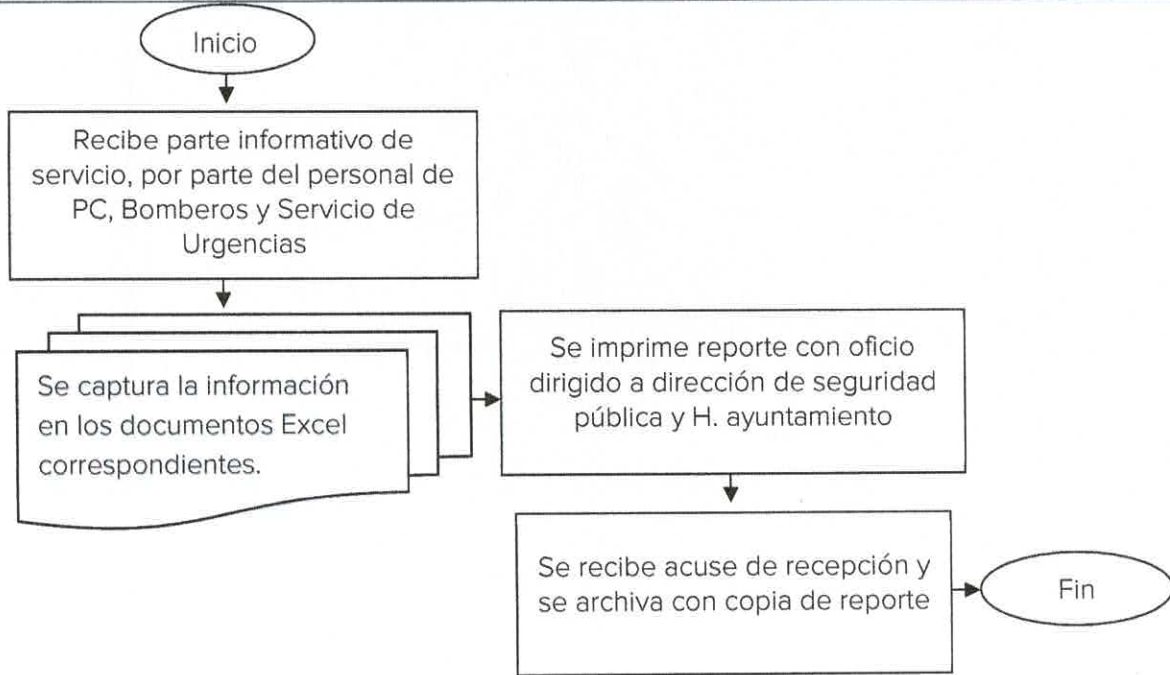 Inicio
Recibe parte informativo de
servicio, por parte del personal de
PC, Bomberos y Servicio de
Urgencias
Se captura la información
en los documentos Excel
correspondientes.
Se imprime reporte con oficio
dirigido a dirección de seguridad
pública y H. ayuntamiento
Se recibe acuse de recepción y
se archiva con copia de reporte
Fin